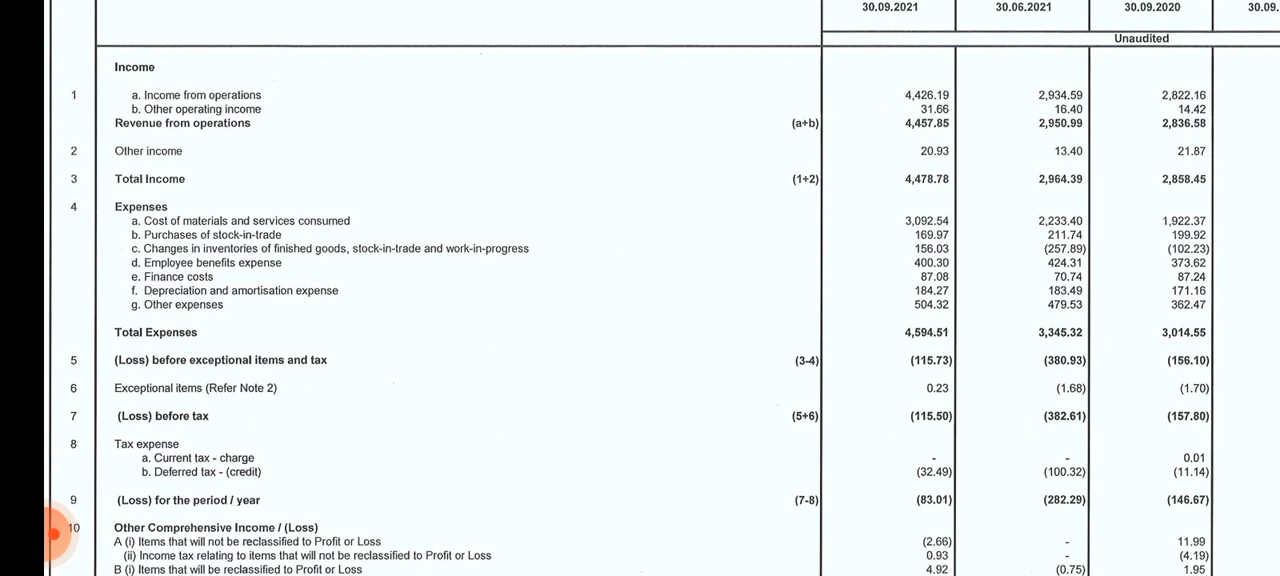 30.09.2021 30.06.2021 30.09.2020 30.09.
Unaudited
Income
1 a. Income from operations 4,426.19 2,934.59 2,822.16
b. Other operating income 31.66 16.40 14.42
Revenue from operations (a+b) 4,457.85 2,950.99 2,836.58
2 Other income 20.93 13.40 21.87
3 Total Income (1+2) 4,478.78 2,964.39 2,858.45
4 Expenses
a. Cost of materials and services consumed 3,092.54 2,233.40 1,922.37
b. Purchases of stock-in-trade 169.97 211.74 199.92
c. Changes in inventories of finished goods, stock-in-trade and work-in-progress 156.03 (257.89) (102.23)
d. Employee benefits expense 400.30 424.31 373.62
e. Finance costs 87.08 70.74 87.24
f. Depreciation and amortisation expense 184.27 183.49 171.16
g. Other expenses 504.32 479.53 362.47
Total Expenses 4,594.51 3,345.32 3,014.55
5 (Loss) before exceptional items and tax (3-4) (115.73) (380.93) (156.10)
6 Exceptional items (Refer Note 2) 0.23 (1.68) (1.70)
7 (Loss) before tax (5+6) (115.50) (382.61) (157.80)
8 Tax expense
a. Current tax - charge - - 0.01
b. Deferred tax - (credit) (32.49) (100.32) (11.14)
9 (Loss) for the period / year (7-8) (83.01) (282.29) (146.67)
10 Other Comprehensive Income / (Loss)
A (i) Items that will not be reclassified to Profit or Loss (2.66) - 11.99
(ii) Income tax relating to items that will not be reclassified to Profit or Loss 0.93 - (4.19)
B (i) Items that will be reclassified to Profit or Loss 4.92 (0.75) 1.95